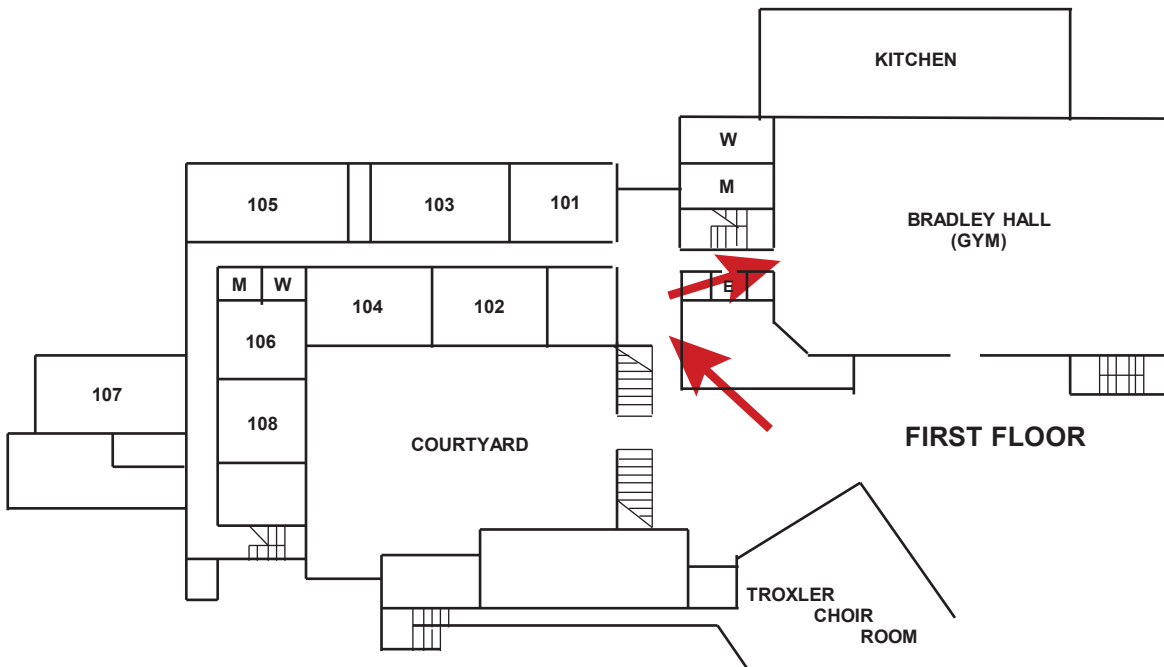 KITCHEN
W
M
105
103
101
BRADLEY HALL
(GYM)
M
W
104
102
E
106
107
108
COURTYARD
FIRST FLOOR
TROXLER
CHOIR
ROOM